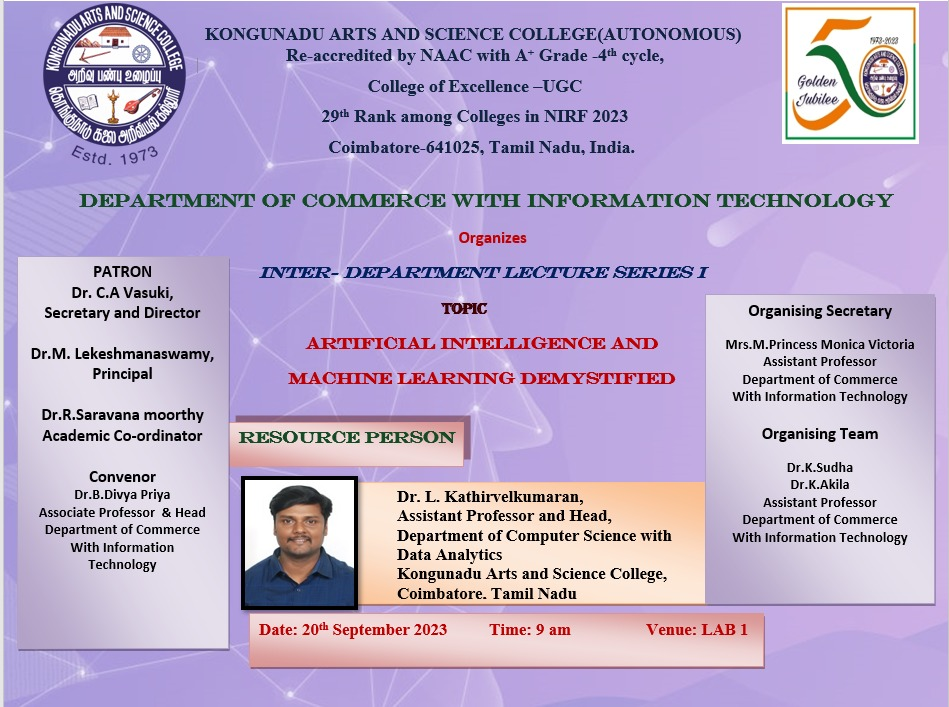 KONGUNADU ARTS AND SCIENCE COLLEGE
அறிவு பண்பு உழைப்பு
கொங்குநாடு கலை அறிவியல் கல்லூரி
Estd. 1973
KONGUNADU ARTS AND SCIENCE COLLEGE(AUTONOMOUS)
Re-accredited by NAAC with A+ Grade -4th cycle,
College of Excellence –UGC
29th Rank among Colleges in NIRF 2023
Coimbatore-641025, Tamil Nadu, India.
1973-2023
Golden
Jubilee
DEPARTMENT OF COMMERCE WITH INFORMATION TECHNOLOGY
Organizes
INTER- DEPARTMENT LECTURE SERIES I
TOPIC
ARTIFICIAL INTELLIGENCE AND
MACHINE LEARNING DEMYSTIFIED
PATRON
Dr. C.A Vasuki,
Secretary and Director
Dr.M. Lekeshmanaswamy,
Principal
Dr.R.Saravana moorthy
Academic Co-ordinator
Convenor
Dr.B.Divya Priya
Associate Professor & Head
Department of Commerce
With Information
Technology
RESOURCE PERSON
Dr. L. Kathirvelkumaran,
Assistant Professor and Head,
Department of Computer Science with
Data Analytics
Kongunadu Arts and Science College,
Coimbatore. Tamil Nadu
Organising Secretary
Mrs.M.Princess Monica Victoria
Assistant Professor
Department of Commerce
With Information Technology
Organising Team
Dr.K.Sudha
Dr.K.Akila
Assistant Professor
Department of Commerce
With Information Technology
Date: 20th September 2023 Time: 9 am Venue: LAB 1